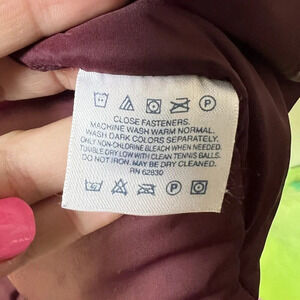 CLOSE FASTENERS.
MACHINE WASH WARM NORMAL.
WASH DARK COLORS SEPARATELY.
ONLY NON-CHLORINE BLEACH WHEN NEEDED.
TUMBLE DRY LOW WITH CLEAN TENNIS BALLS.
DO NOT IRON. MAY BE DRY CLEANED.
RN 62830